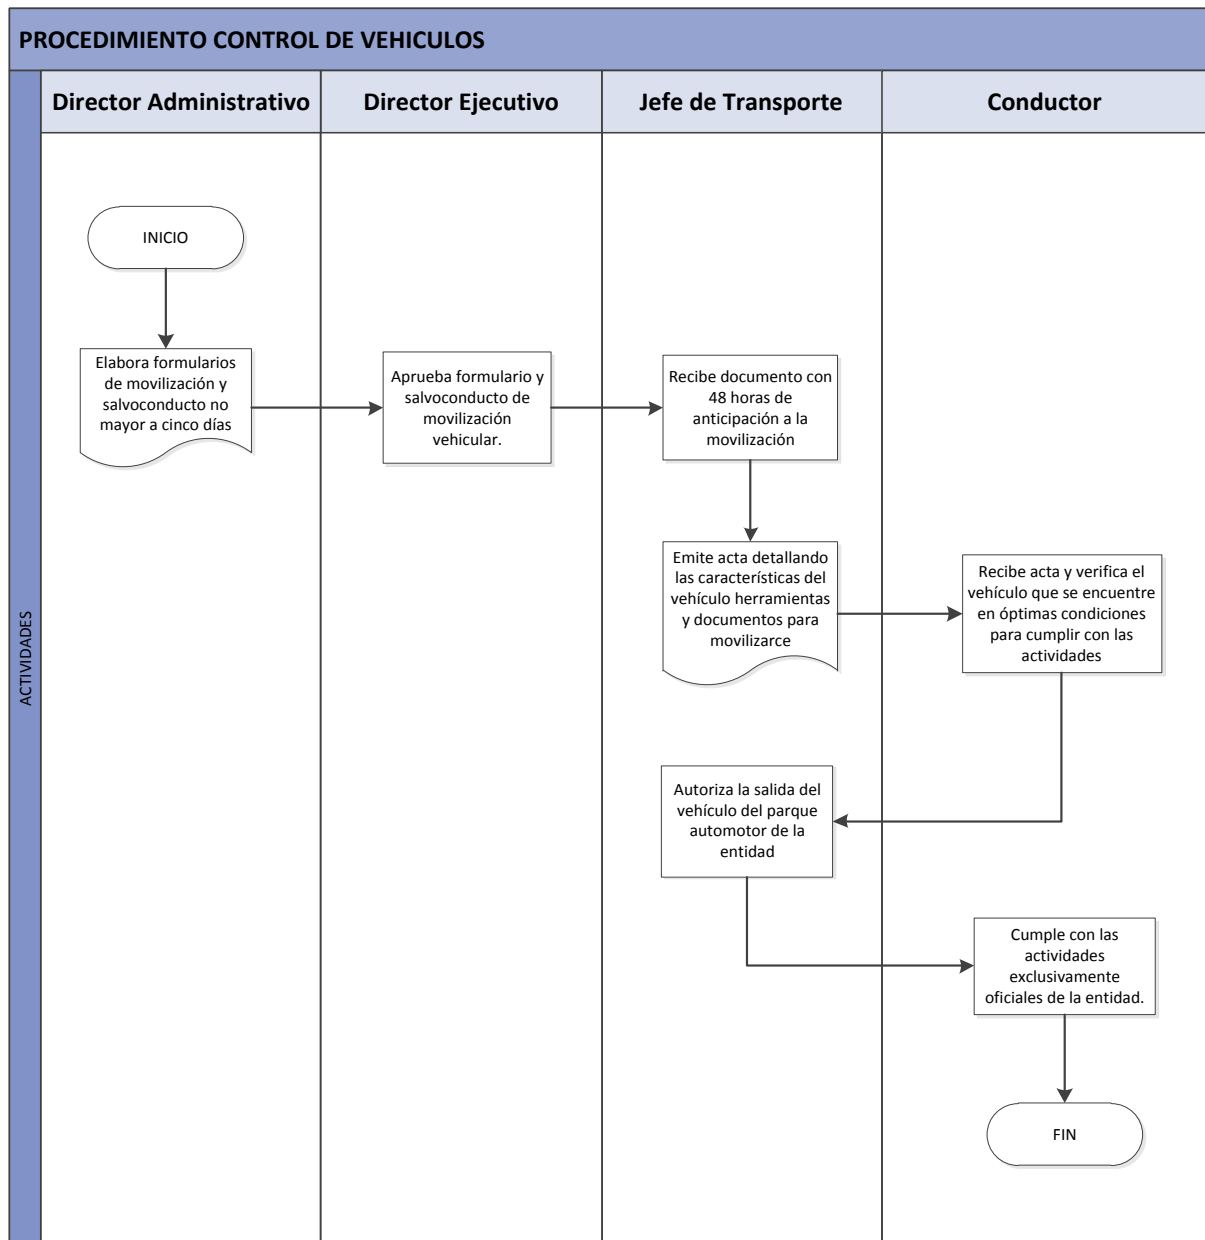 PROCEDIMIENTO CONTROL DE VEHICULOS
Director Administrativo
Director Ejecutivo
Jefe de Transporte
Conductor
ACTIVIDADES
INICIO
Elabora formularios
de movilización y
salvoconducto no
mayor a cinco días
Aprueba formulario y
salvoconducto de
movilización
vehicular.
Recibe documento con
48 horas de
anticipación a la
movilización
Emite acta detallando
las características del
vehículo herramientas
y documentos para
movilizarce
Recibe acta y verifica el
vehículo que se encuentre
en óptimas condiciones
para cumplir con las
actividades
Autoriza la salida del
vehículo del parque
automotor de la
entidad
Cumple con las
actividades
exclusivamente
oficiales de la entidad.
FIN